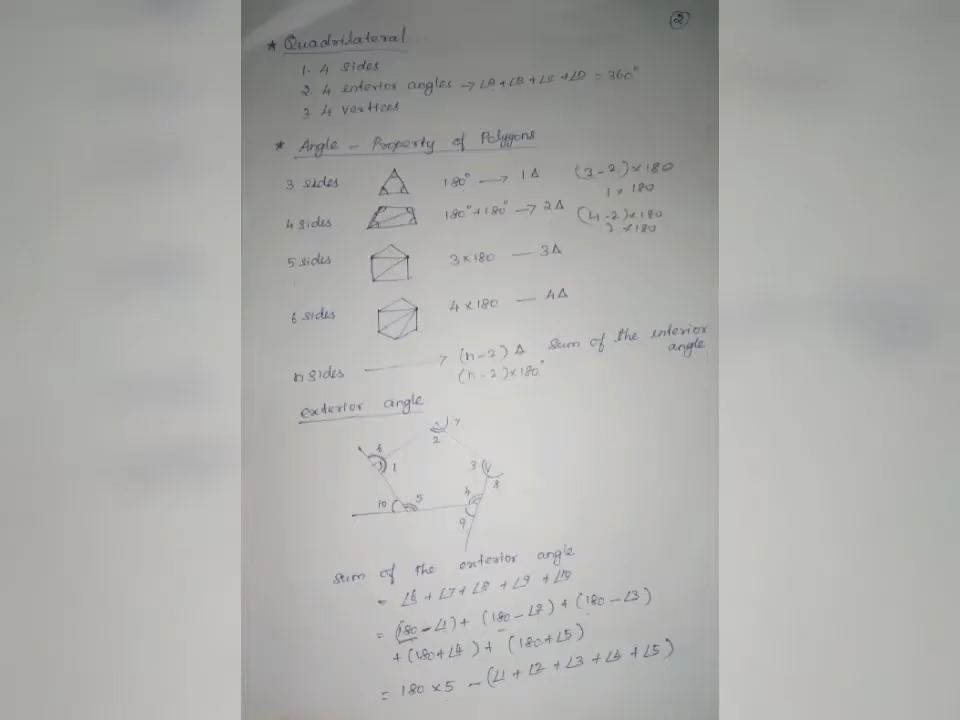 2
* Quadrilateral
1. 4 sides
2. 4 interior angles → ∠A + ∠B + ∠C + ∠D = 360°
3. 4 vertices
* Angle - Property of Polygons
3 sides 180° → 1Δ (3-2)×180
1×180
4 sides 180°+180° → 2Δ (4-2)×180
2×180
5 sides 3×180 — 3Δ
6 sides 4×180 — 4Δ
n sides → (n-2) Δ sum of the interior angle
(n-2)×180°
exterior angle
6 1 2 7 3 8
10 5 4 9
sum of the exterior angle
= ∠6 + ∠7 + ∠8 + ∠9 + ∠10
= (180 - ∠1) + (180 - ∠2) + (180 - ∠3)
+ (180 + ∠4) + (180 + ∠5)
= 180 × 5 - (∠1 + ∠2 + ∠3 + ∠4 + ∠5)